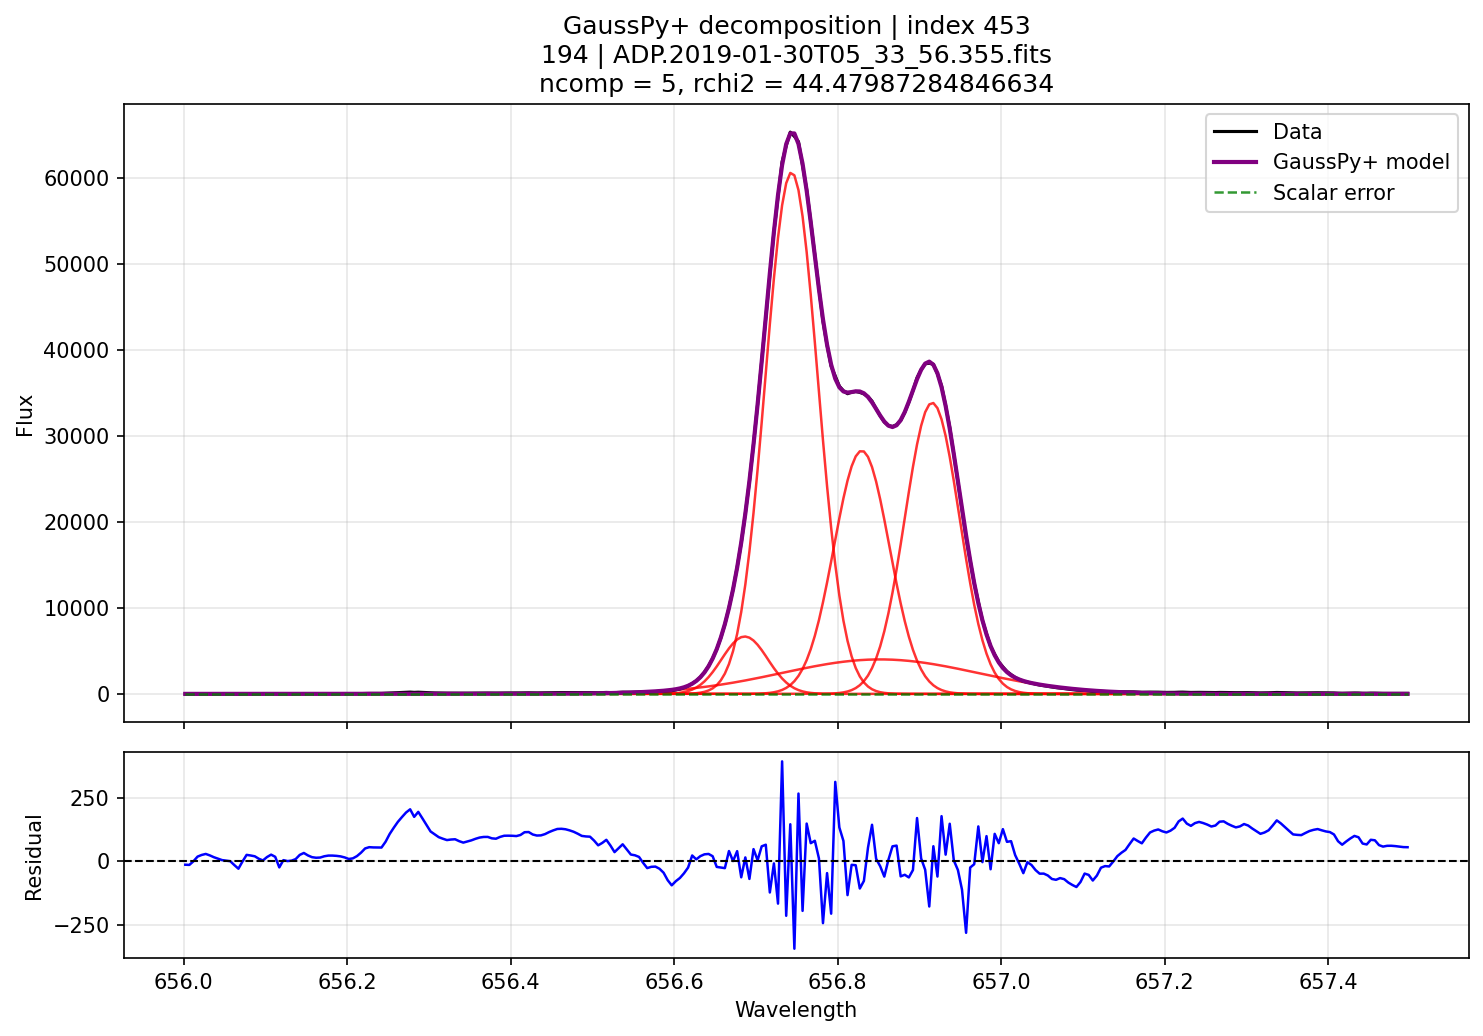 GaussPy+ decomposition | index 453
194 | ADP.2019-01-30T05_33_56.355.fits
ncomp = 5, rchi2 = 44.47987284846634
Data
GaussPy+ model
Scalar error
60000
50000
40000
30000
20000
10000
0
Flux
250
0
−250
Residual
656.0
656.2
656.4
656.6
656.8
657.0
657.2
657.4
Wavelength